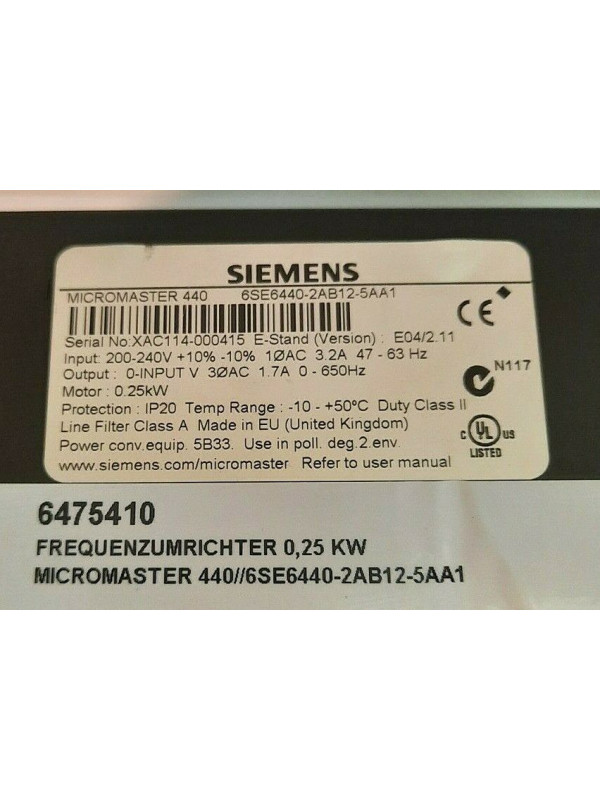 SIEMENS
MICROMASTER 440 6SE6440-2AB12-5AA1
Serial No:XAC114-000415 E-Stand (Version) : E04/2.11
Input: 200-240V +10% -10% 1ØAC 3.2A 47 - 63 Hz
Output : 0-INPUT V 3ØAC 1.7A 0 - 650Hz
Motor : 0.25kW
Protection : IP20 Temp Range : -10 - +50°C Duty Class II
Line Filter Class A Made in EU (United Kingdom)
Power conv.equip. 5B33. Use in poll. deg.2.env.
www.siemens.com/micromaster Refer to user manual
CE
N117
C UL US
LISTED
6475410
FREQUENZUMRICHTER 0,25 KW
MICROMASTER 440//6SE6440-2AB12-5AA1